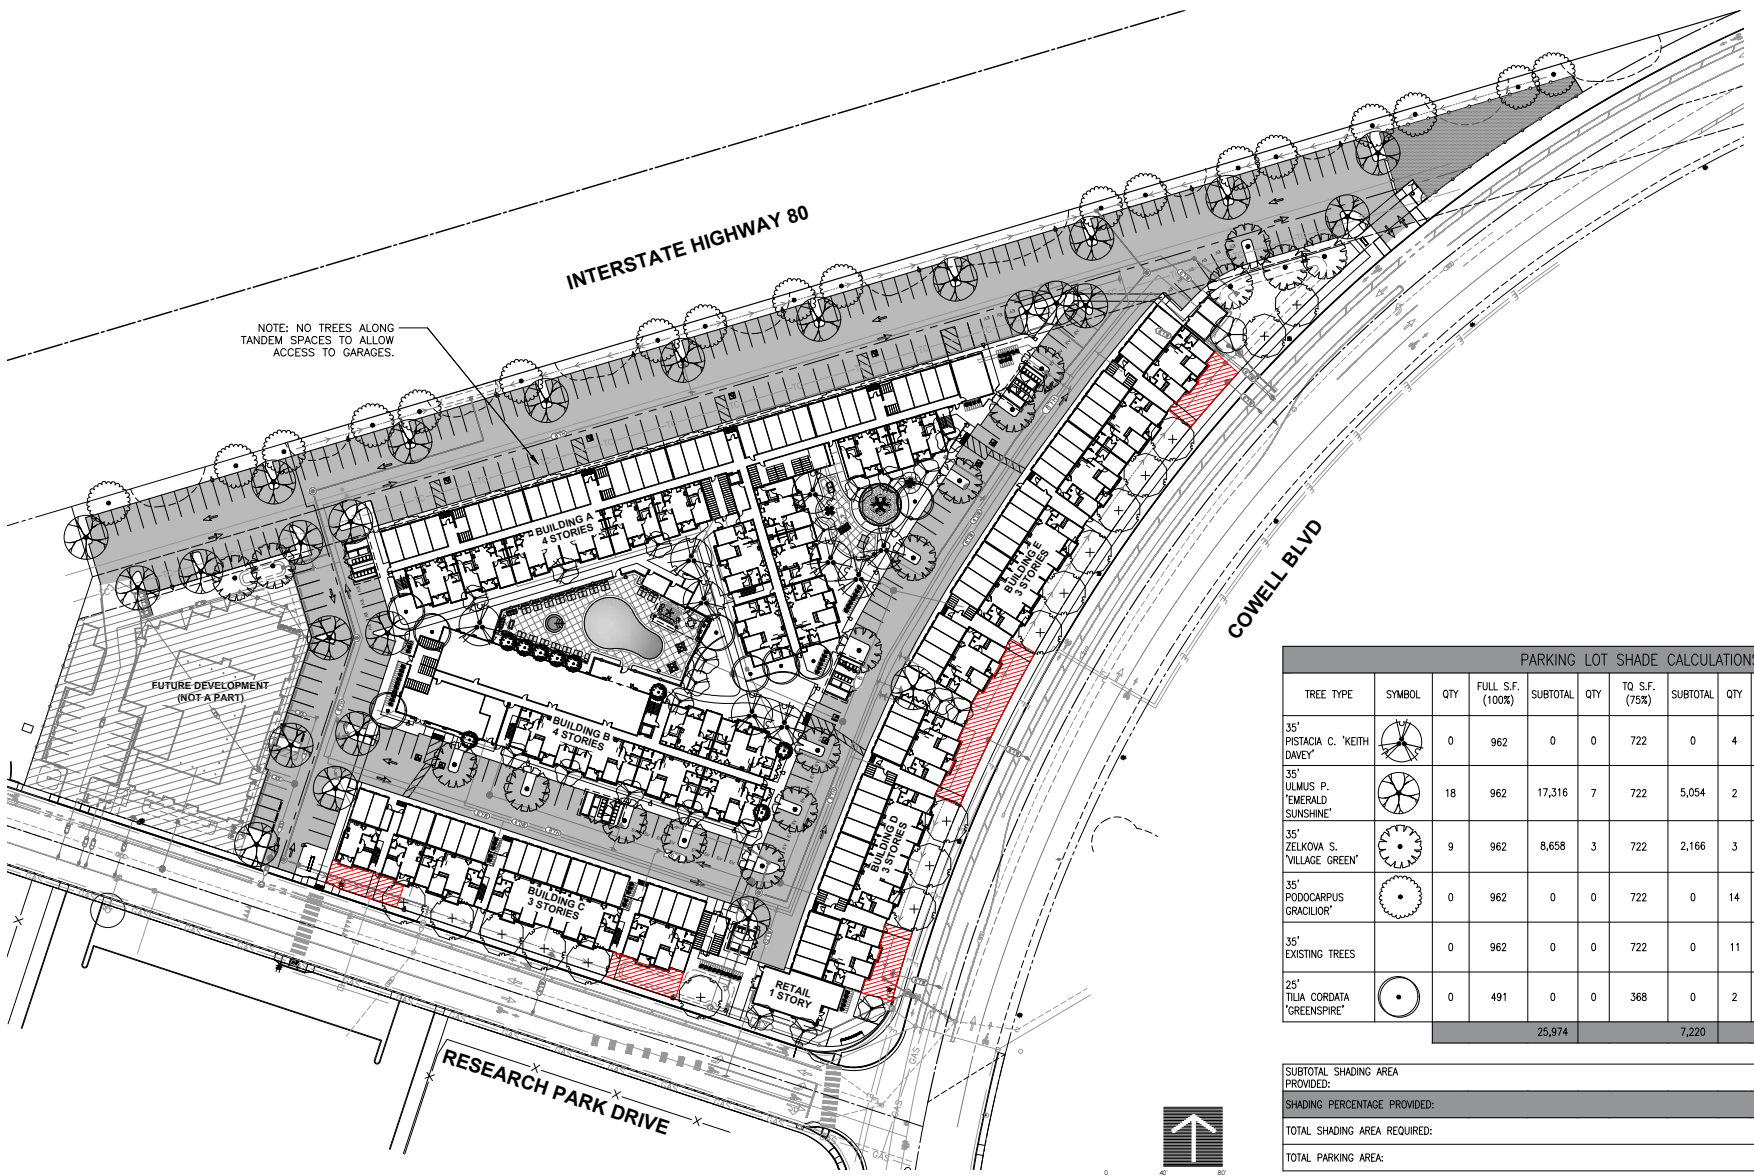 INTERSTATE HIGHWAY 80
NOTE: NO TREES ALONG
TANDEM SPACES TO ALLOW
ACCESS TO GARAGES.
BUILDING A
4 STORIES
BUILDING E
3 STORIES
COWELL BLVD
FUTURE DEVELOPMENT
(NOT A PART)
BUILDING B
4 STORIES
BUILDING D
3 STORIES
BUILDING C
3 STORIES
RETAIL
1 STORY
RESEARCH PARK DRIVE
GAS
GAS
GAS
0 40' 80'
PARKING LOT SHADE CALCULATIONS
TREE TYPE SYMBOL QTY FULL S.F. (100%) SUBTOTAL QTY TQ S.F. (75%) SUBTOTAL QTY
35'
PISTACIA C. 'KEITH 0 962 0 0 722 0 4
DAVEY'
35'
ULMUS P. 18 962 17,316 7 722 5,054 2
'EMERALD
SUNSHINE'
35'
ZELKOVA S. 9 962 8,658 3 722 2,166 3
'VILLAGE GREEN'
35'
PODOCARPUS 0 962 0 0 722 0 14
GRACILIOR'
35'
EXISTING TREES 0 962 0 0 722 0 11
25'
TILIA CORDATA 0 491 0 0 368 0 2
'GREENSPIRE'
25,974 7,220
SUBTOTAL SHADING AREA
PROVIDED:
SHADING PERCENTAGE PROVIDED:
TOTAL SHADING AREA REQUIRED:
TOTAL PARKING AREA: